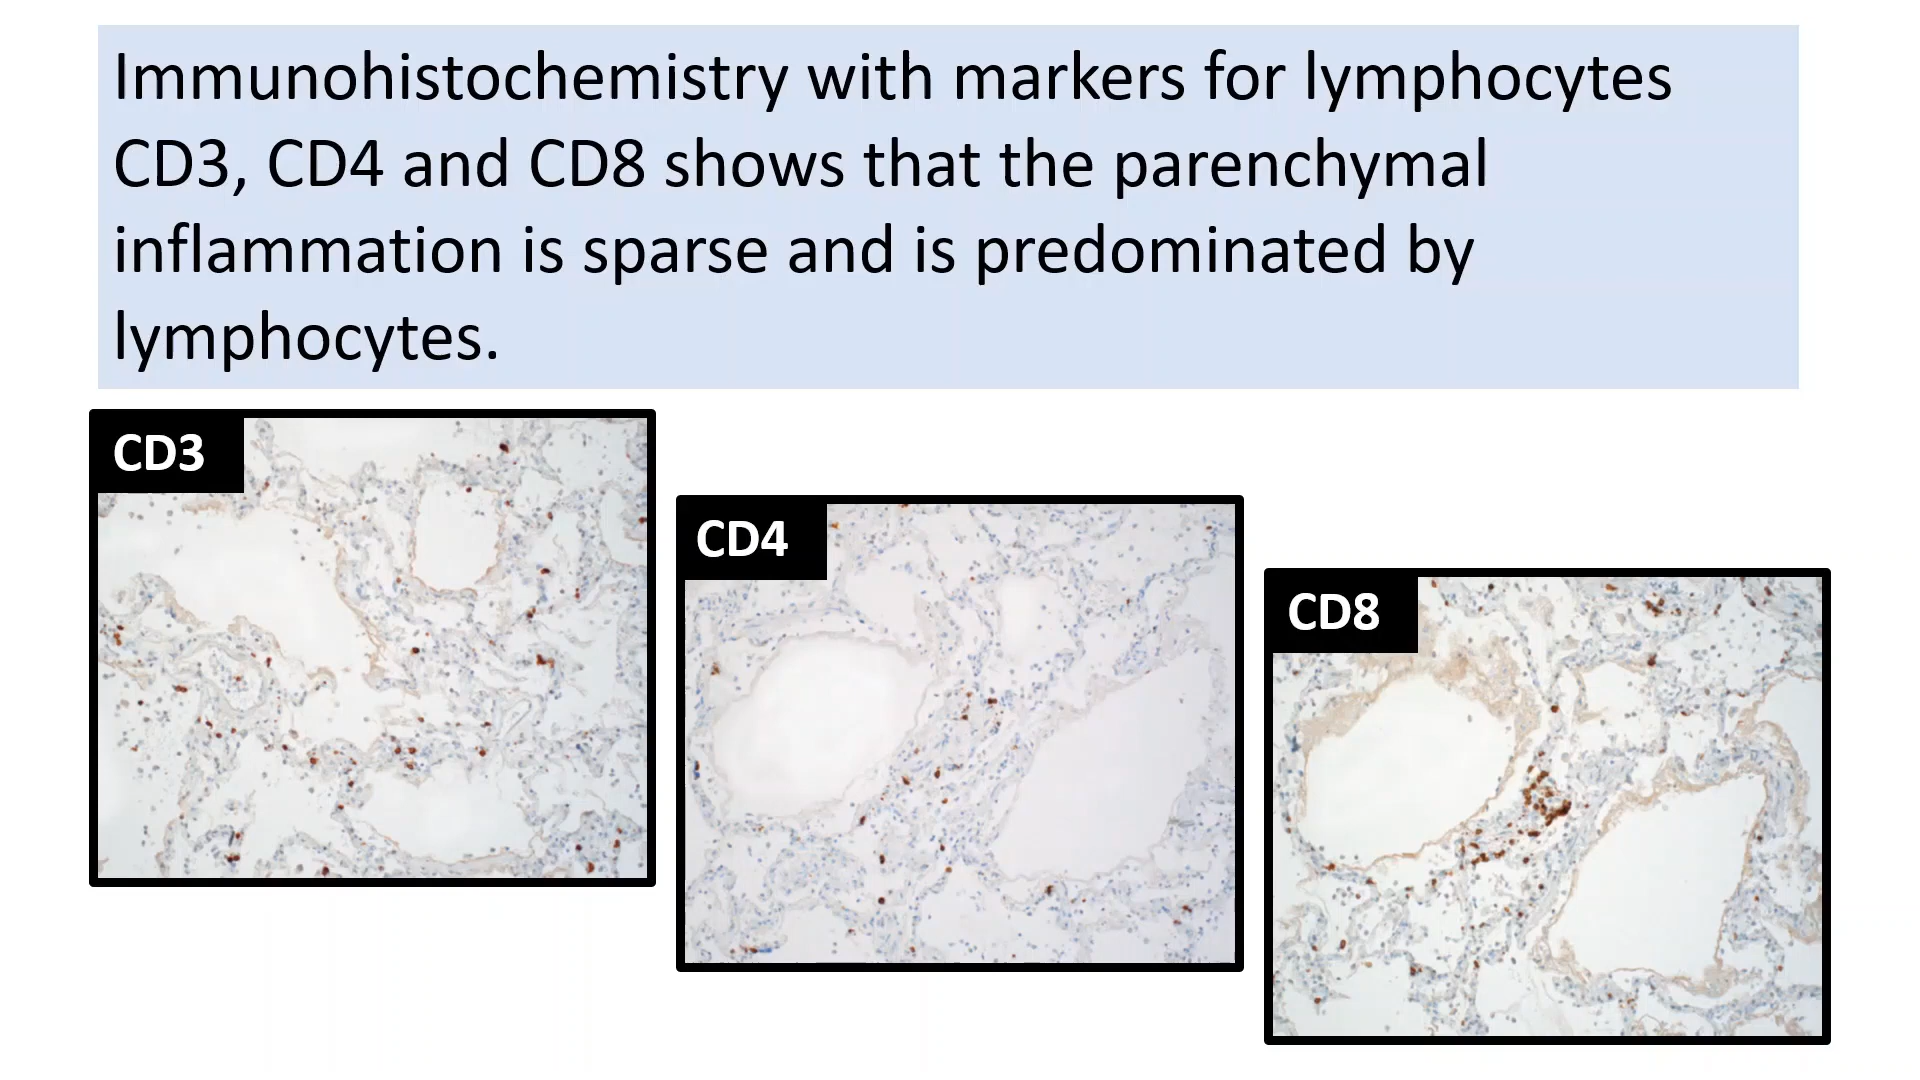 Immunohistochemistry with markers for lymphocytes
CD3, CD4 and CD8 shows that the parenchymal
inflammation is sparse and is predominated by
lymphocytes.
CD3
CD4
CD8